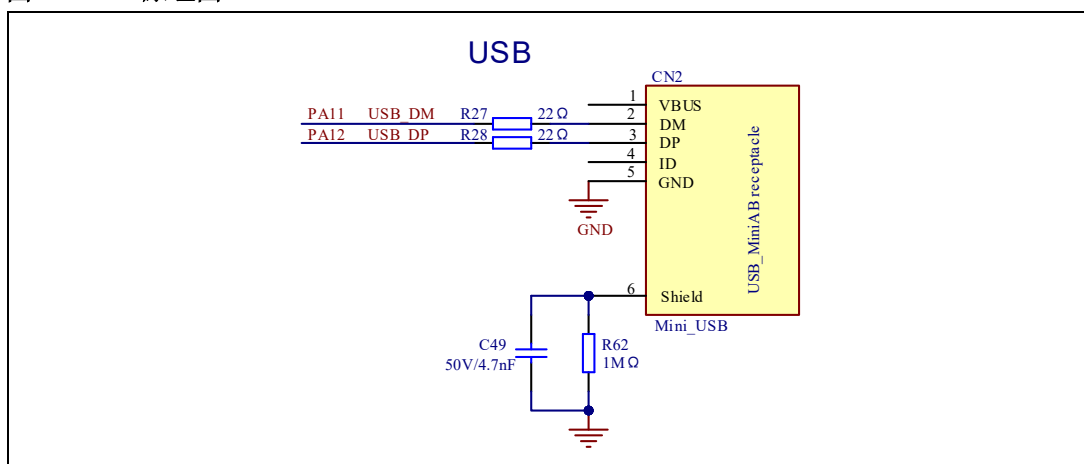 USB
CN2
1 VBUS
PA11 USB_DM R27 22Ω 2 DM
PA12 USB_DP R28 22Ω 3 DP
4 ID
5 GND
GND
USB_MiniAB receptacle
6 Shield
Mini_USB
C49 R62
50V/4.7nF 1MΩ